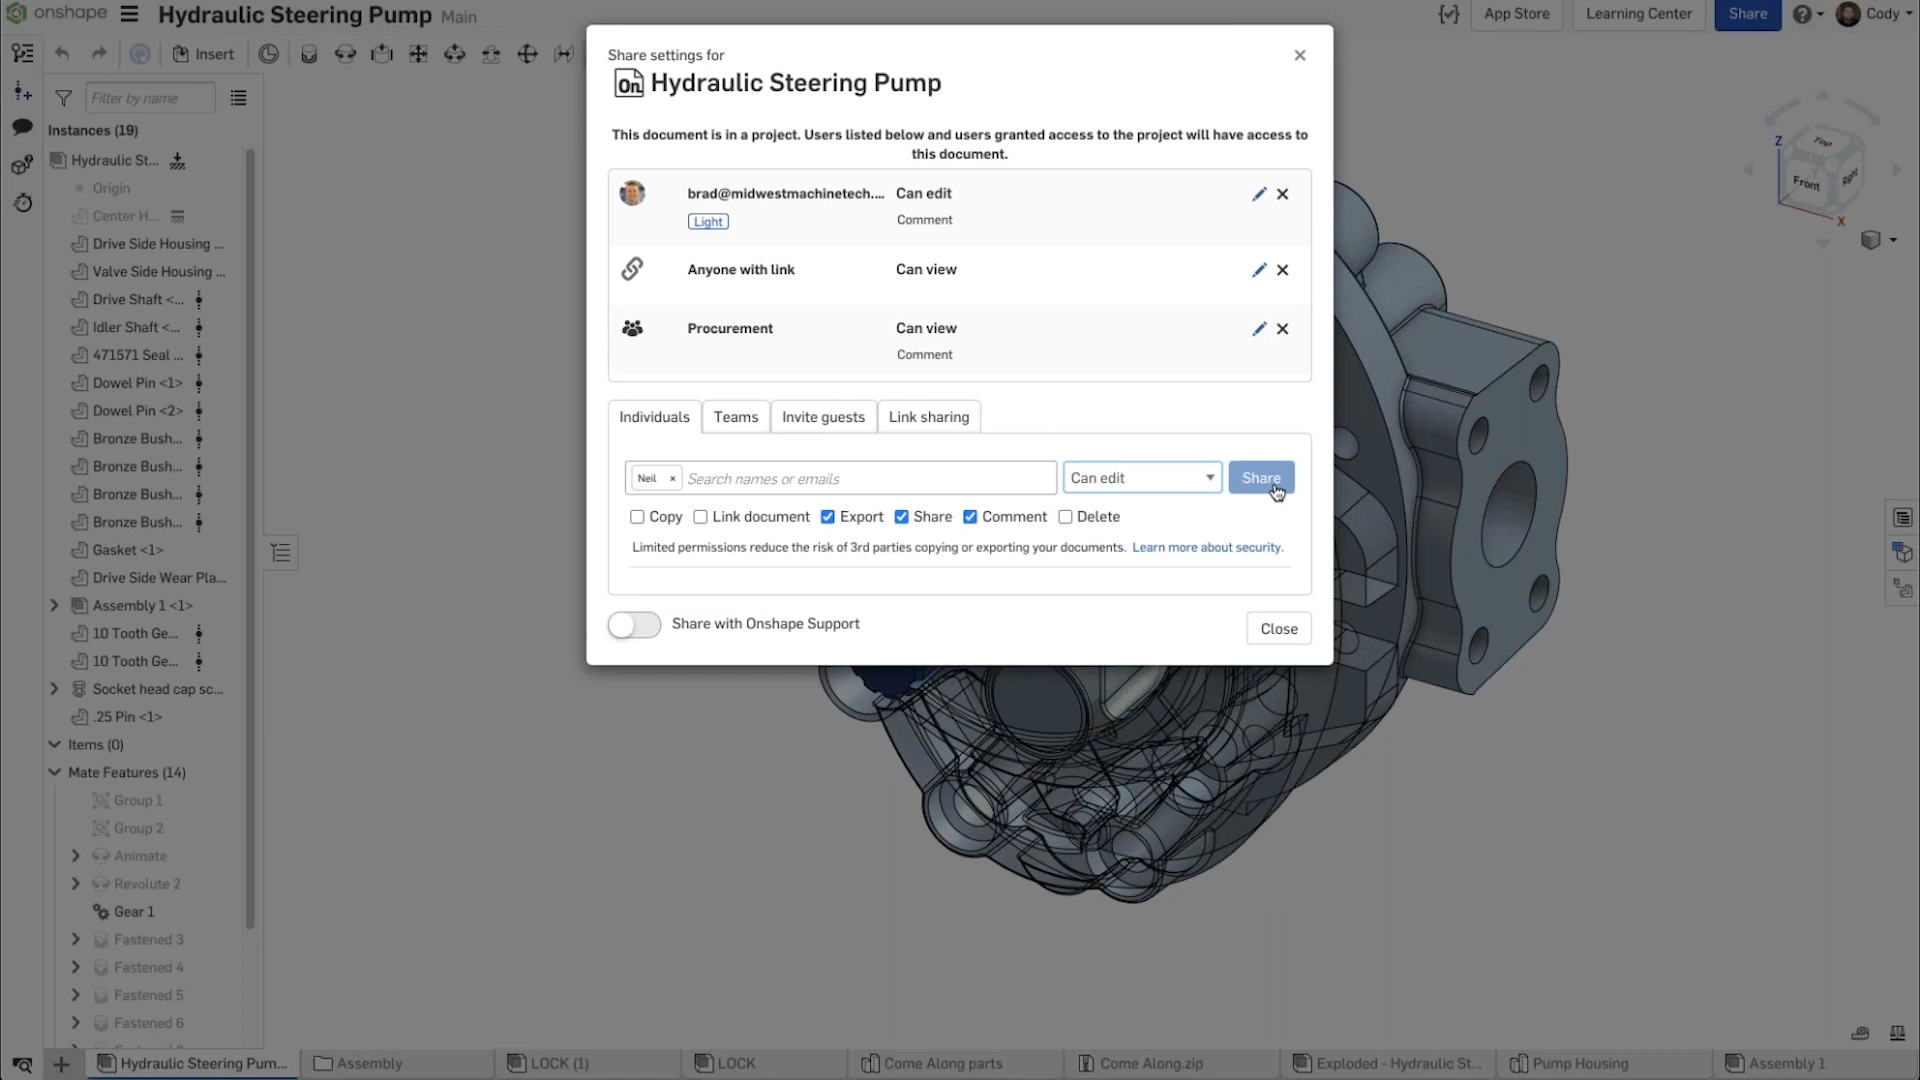 onshape
Hydraulic Steering Pump Main
App Store
Learning Center
Share
Cody
Insert
Filter by name
Instances (19)
Hydraulic St...
Origin
Center H...
Drive Side Housing ...
Valve Side Housing ...
Drive Shaft <...
Idler Shaft <...
471571 Seal ...
Dowel Pin <1>
Dowel Pin <2>
Bronze Bush...
Bronze Bush...
Bronze Bush...
Bronze Bush...
Gasket <1>
Drive Side Wear Pla...
Assembly 1 <1>
10 Tooth Ge...
10 Tooth Ge...
Socket head cap sc...
.25 Pin <1>
Items (0)
Mate Features (14)
Group 1
Group 2
Animate
Revolute 2
Gear 1
Fastened 3
Fastened 4
Fastened 5
Fastened 6
Share settings for
On Hydraulic Steering Pump
This document is in a project. Users listed below and users granted access to the project will have access to
this document.
brad@midwestmachinetech.... Can edit
Light Comment
Anyone with link Can view
Procurement Can view
Comment
Individuals Teams Invite guests Link sharing
Neil × Search names or emails Can edit Share
Copy Link document Export Share Comment Delete
Limited permissions reduce the risk of 3rd parties copying or exporting your documents. Learn more about security.
Share with Onshape Support Close
Z
Top
Front
Right
X
Hydraulic Steering Pum...
Assembly
LOCK (1)
LOCK
Come Along parts
Come Along.zip
Exploded - Hydraulic St...
Pump Housing
Assembly 1